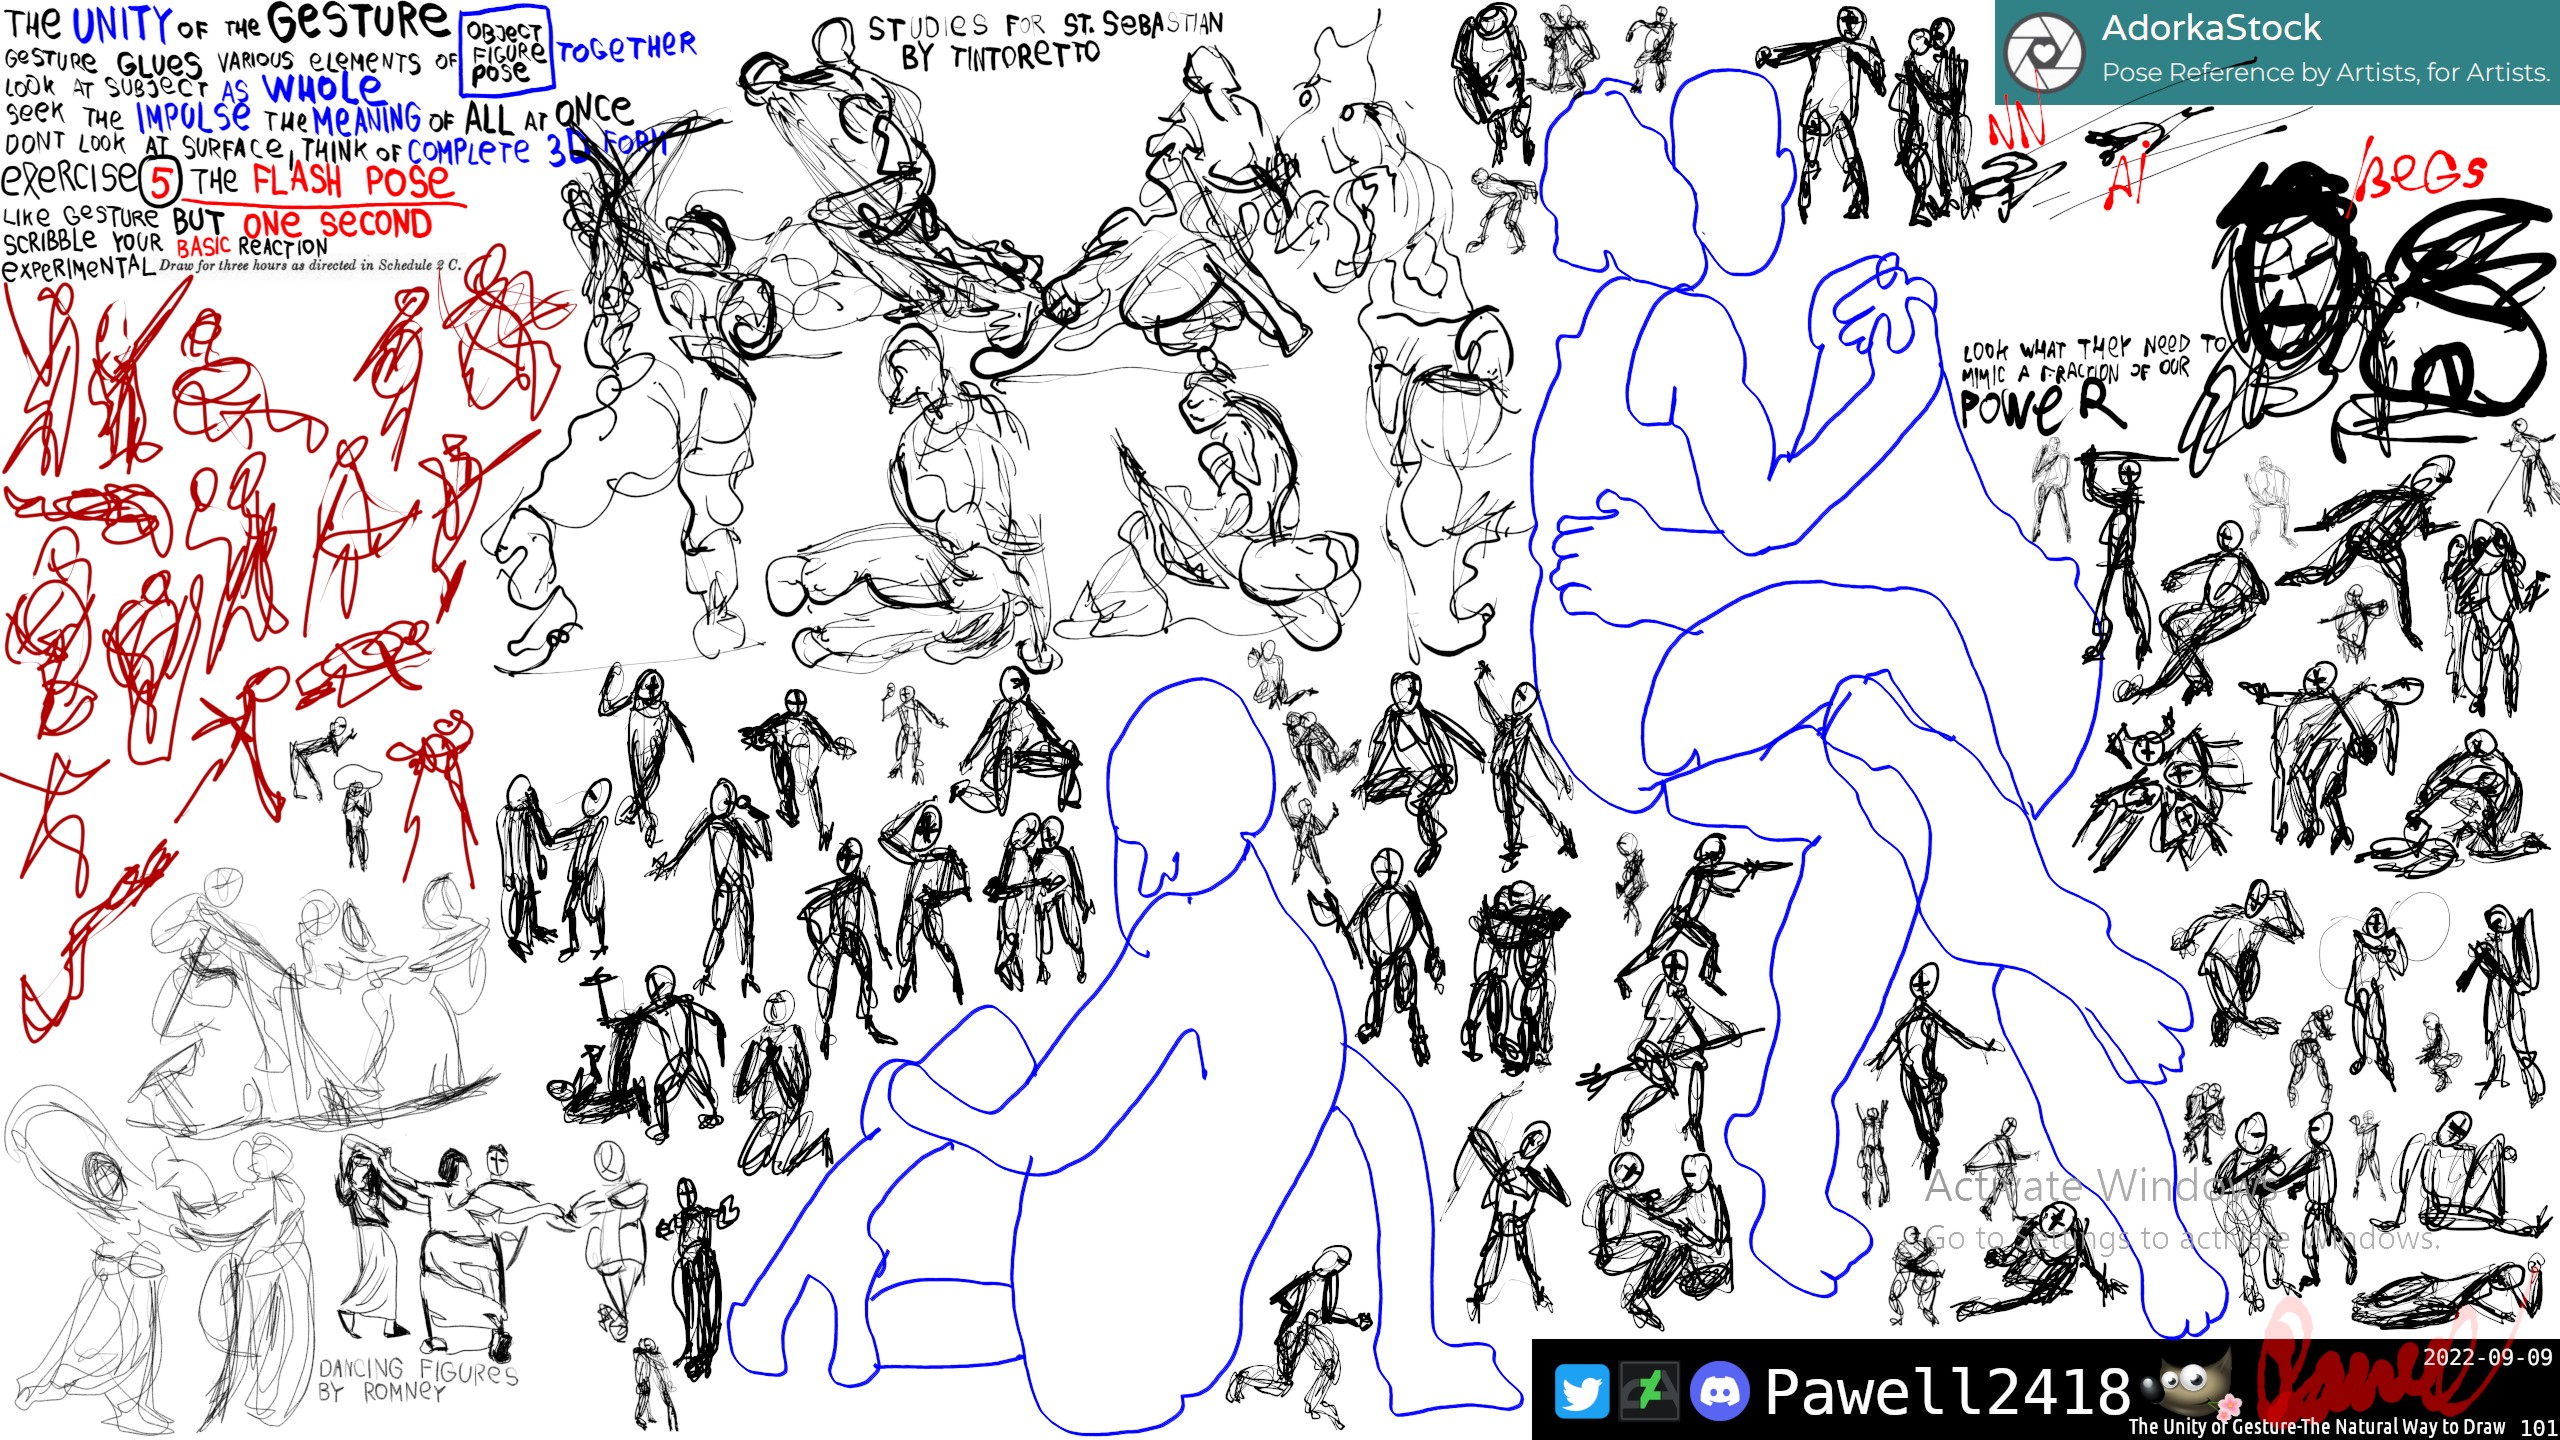 THE UNITY OF THE GESTURE
GESTURE GLUES VARIOUS ELEMENTS OF OBJECT FIGURE POSE TOGETHER
LOOK AT SUBJECT AS WHOLE
SEEK THE IMPULSE THE MEANING OF ALL AT ONCE
DONT LOOK AT SURFACE, THINK OF COMPLETE 3D FORM
EXERCISE 5 THE FLASH POSE
LIKE GESTURE BUT ONE SECOND
SCRIBBLE YOUR BASIC REACTION
EXPERIMENTAL Draw for three hours as directed in Schedule 2 C.
STUDIES FOR ST. SEBASTIAN
BY TINTORETTO
AdorkaStock
Pose Reference by Artists, for Artists.
NN
AI
BEGS
LOOK WHAT THEY NEED TO
MIMIC A FRACTION OF OUR
POWER
DANCING FIGURES
BY ROMNEY
Activate Windows
Go to Settings to activate Windows.
Pawell2418
2022-09-09
The Unity of Gesture-The Natural Way to Draw 101